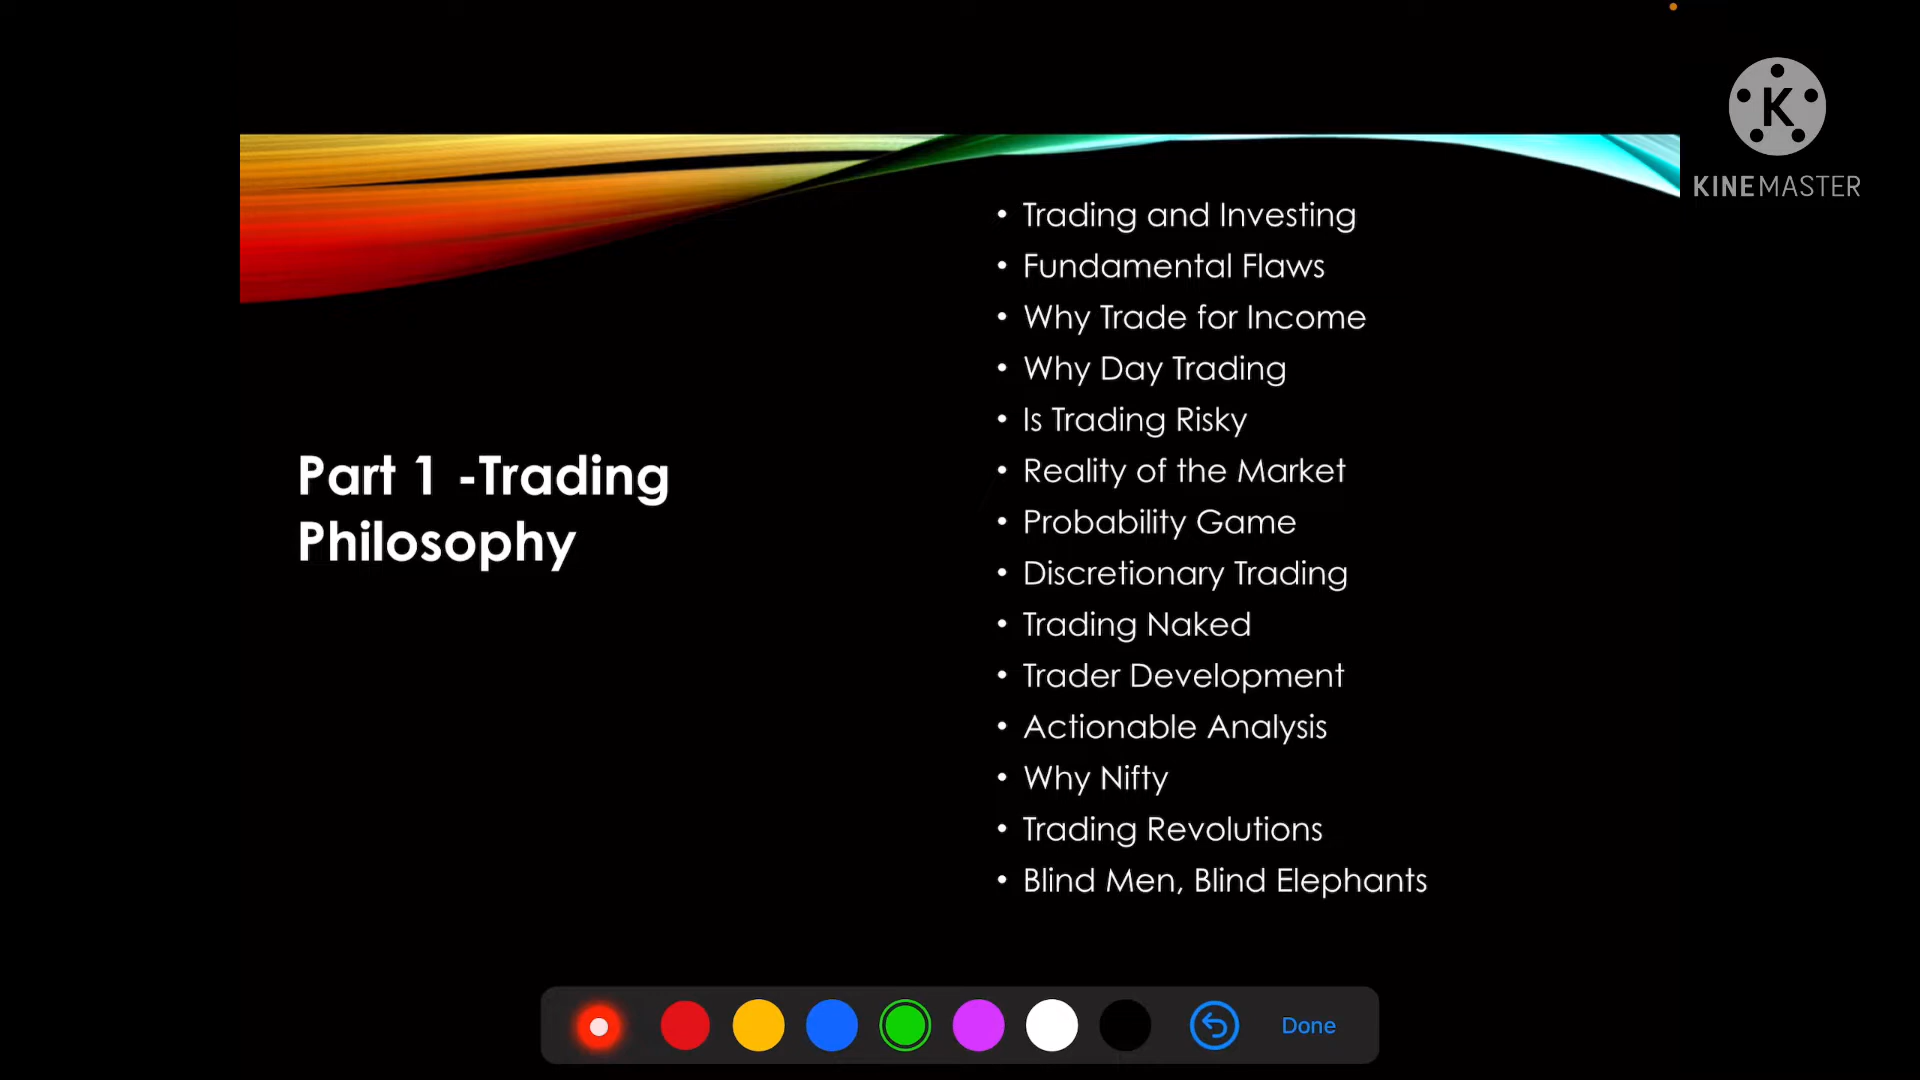 K
KINEMASTER
Part 1 -Trading
Philosophy
• Trading and Investing
• Fundamental Flaws
• Why Trade for Income
• Why Day Trading
• Is Trading Risky
• Reality of the Market
• Probability Game
• Discretionary Trading
• Trading Naked
• Trader Development
• Actionable Analysis
• Why Nifty
• Trading Revolutions
• Blind Men, Blind Elephants
Done